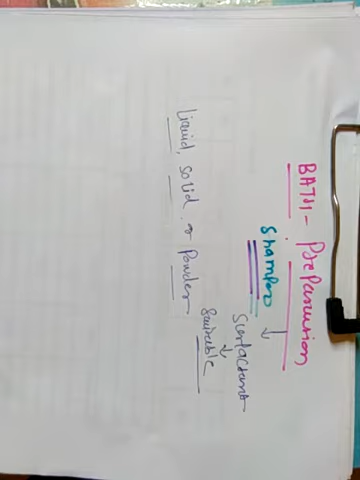 BATH - Preparation
Shampoo → Surfactant
↓
Suitable
Liquid, Solid or Powder